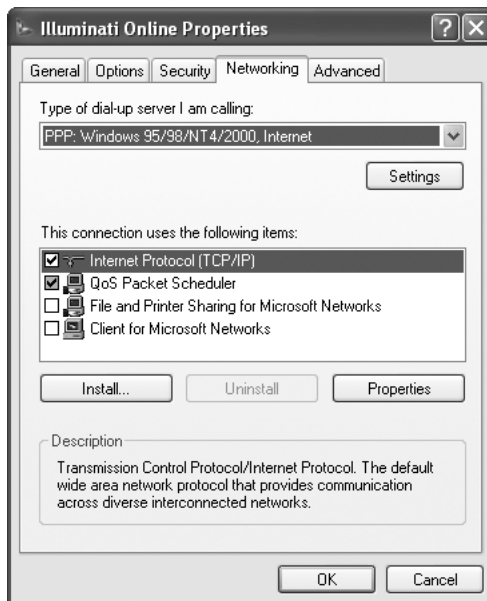 Illuminati Online Properties
General Options Security Networking Advanced
Type of dial-up server I am calling:
PPP: Windows 95/98/NT4/2000, Internet
Settings
This connection uses the following items:
Internet Protocol (TCP/IP)
QoS Packet Scheduler
File and Printer Sharing for Microsoft Networks
Client for Microsoft Networks
Install... Uninstall Properties
Description
Transmission Control Protocol/Internet Protocol. The default
wide area network protocol that provides communication
across diverse interconnected networks.
OK Cancel